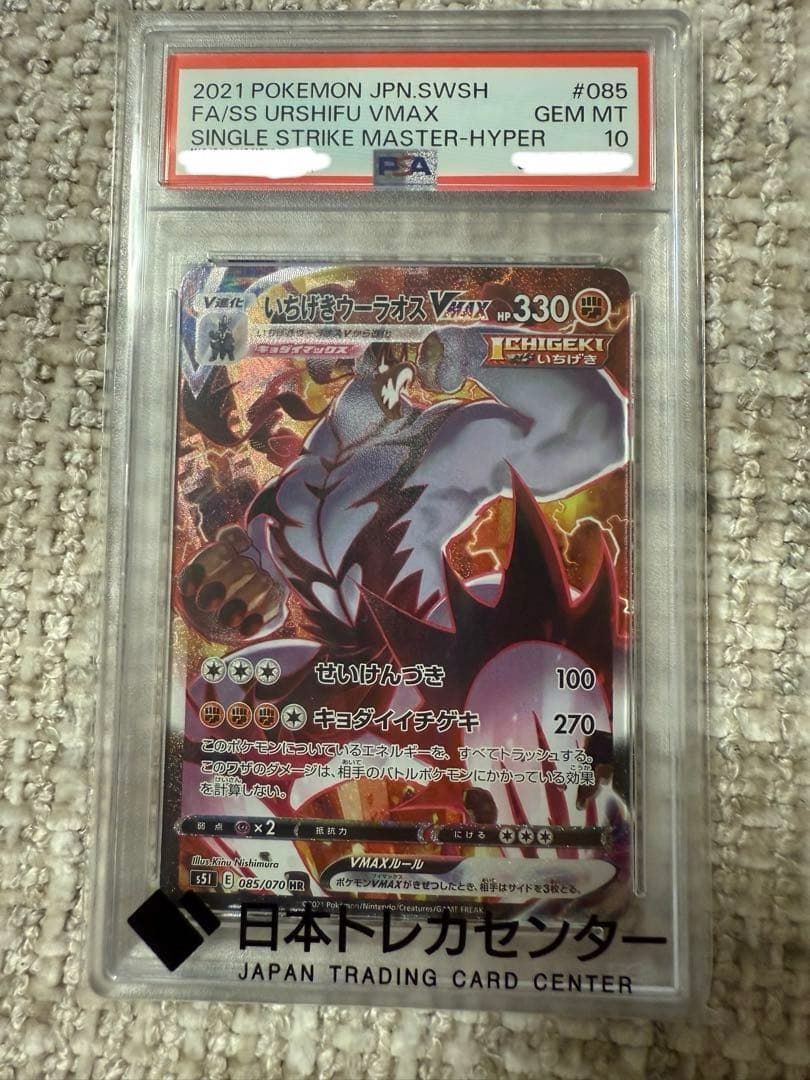 2021 POKEMON JPN.SWSH #085
FA/SS URSHIFU VMAX GEM MT
SINGLE STRIKE MASTER-HYPER 10
PSA
V進化 いちげきウーラオス VMAX HP 330
いちげきウーラオスVから進化
キョダイマックス
ICHIGEKI
いちげき
せいけんづき 100
キョダイイチゲキ 270
このポケモンについているエネルギーを、すべてトラッシュする。
このワザのダメージは、相手のバトルポケモンにかかっている効果
を計算しない。
弱点 ×2 抵抗力 にげる
Illus. Kinu Nishimura
VMAXルール
s5I E 085/070 HR
ポケモンVMAXがきぜつしたとき、相手はサイドを3枚とる。
©2021 Pokémon/Nintendo/Creatures/GAME FREAK
日本トレカセンター
JAPAN TRADING CARD CENTER